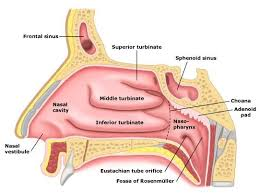 Frontal sinus
Superior turbinate
Sphenoid sinus
Nasal
cavity
Middle turbinate
Choana
Adenoid
pad
Inferior turbinate
Naso-
pharynx
Nasal
vestibule
Eustachian tube orifice
Fossa of Rosenmüller